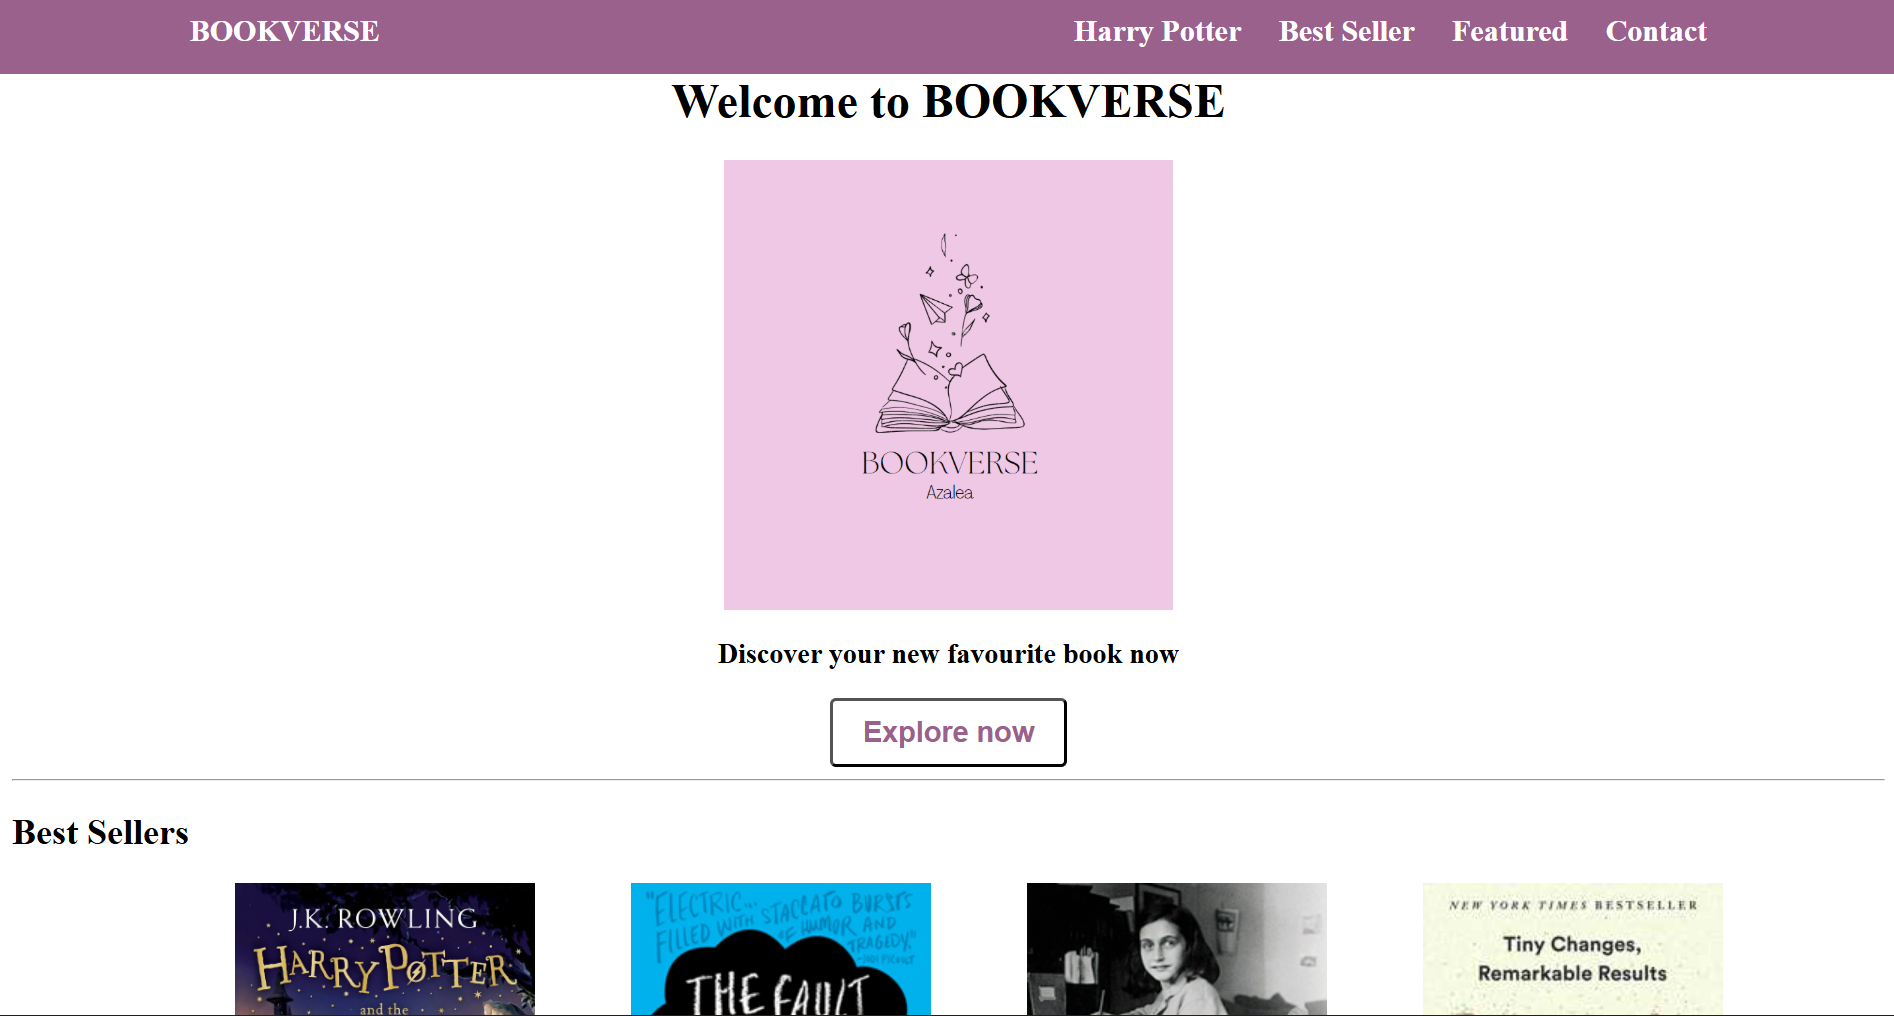 BOOKVERSE
Harry Potter Best Seller Featured Contact
Welcome to BOOKVERSE
BOOKVERSE
Azalea
Discover your new favourite book now
Explore now
Best Sellers
J.K. ROWLING
HARRY POTTER
and the
"ELECTRIC...
FILLED WITH STACCATO BURSTS
OF HUMOR AND
TRAGEDY."
-JODI PICOULT
THE FAULT
NEW YORK TIMES BESTSELLER
Tiny Changes,
Remarkable Results